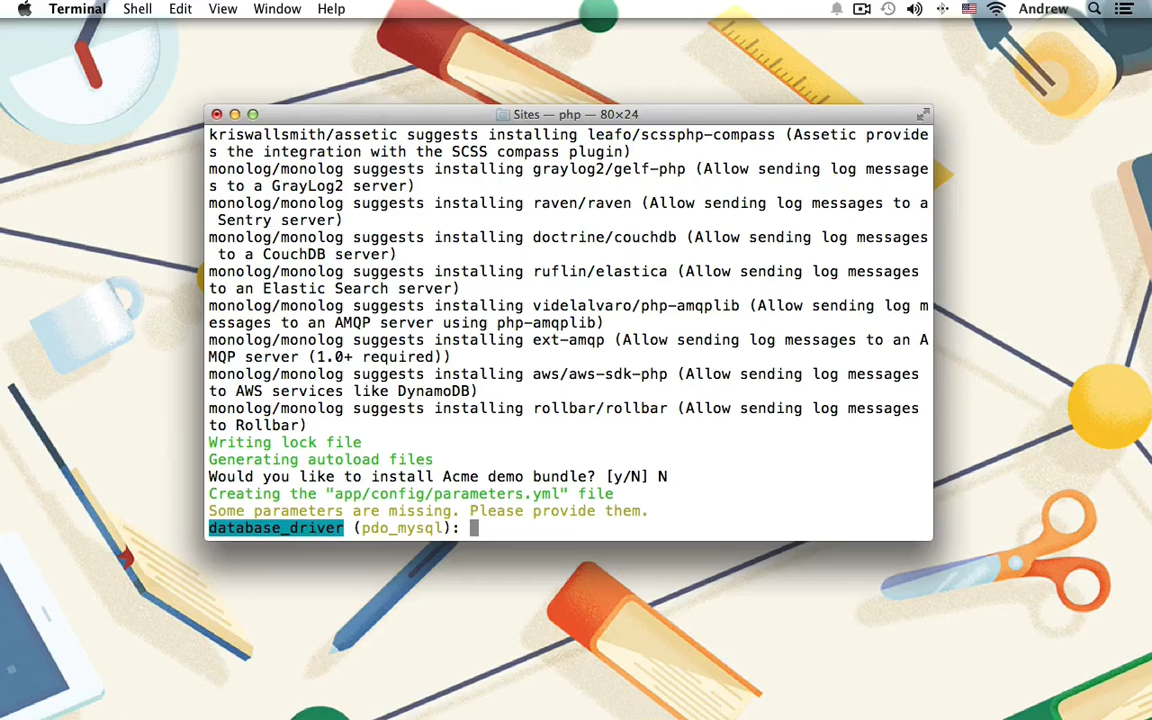 Terminal Shell Edit View Window Help Andrew
Sites — php — 80×24
kriswallsmith/assetic suggests installing leafo/scssphp-compass (Assetic provide
s the integration with the SCSS compass plugin)
monolog/monolog suggests installing graylog2/gelf-php (Allow sending log message
s to a GrayLog2 server)
monolog/monolog suggests installing raven/raven (Allow sending log messages to a
 Sentry server)
monolog/monolog suggests installing doctrine/couchdb (Allow sending log messages
 to a CouchDB server)
monolog/monolog suggests installing ruflin/elastica (Allow sending log messages
to an Elastic Search server)
monolog/monolog suggests installing videlalvaro/php-amqplib (Allow sending log m
essages to an AMQP server using php-amqplib)
monolog/monolog suggests installing ext-amqp (Allow sending log messages to an A
MQP server (1.0+ required))
monolog/monolog suggests installing aws/aws-sdk-php (Allow sending log messages
to AWS services like DynamoDB)
monolog/monolog suggests installing rollbar/rollbar (Allow sending log messages
to Rollbar)
Writing lock file
Generating autoload files
Would you like to install Acme demo bundle? [y/N] N
Creating the "app/config/parameters.yml" file
Some parameters are missing. Please provide them.
database_driver (pdo_mysql):